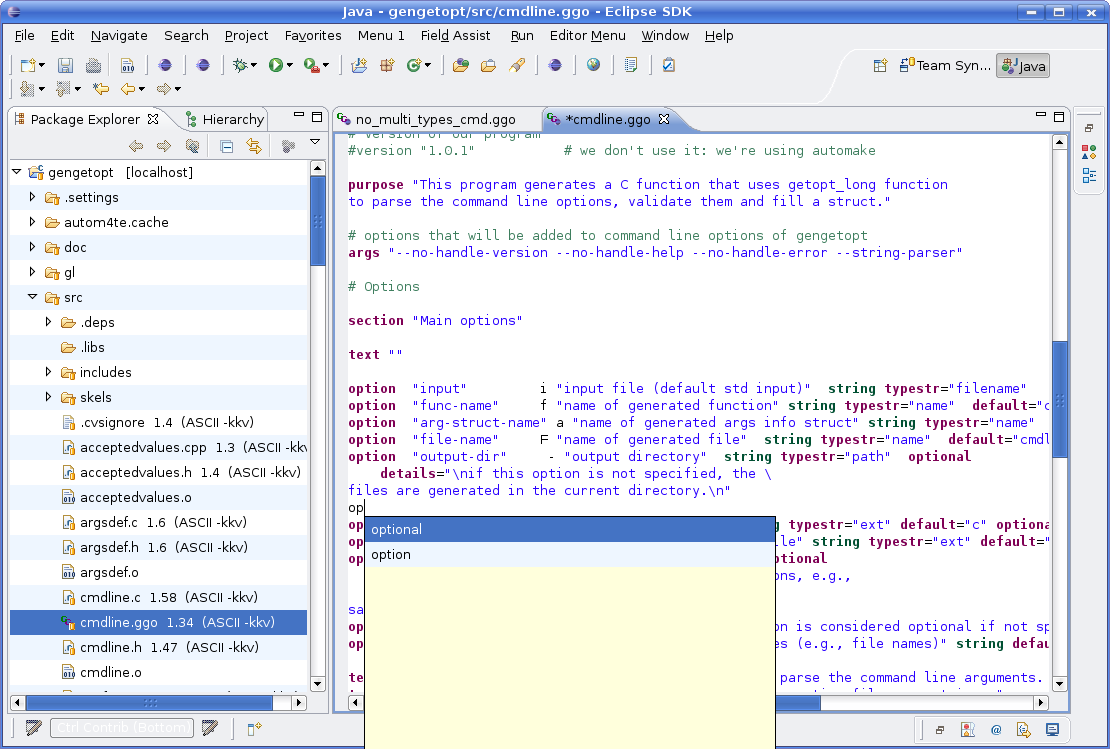 Java - gengetopt/src/cmdline.ggo - Eclipse SDK
File Edit Navigate Search Project Favorites Menu 1 Field Assist Run Editor Menu Window Help
Team Syn... Java
Package Explorer Hierarchy
no_multi_types_cmd.ggo *cmdline.ggo
gengetopt [localhost]
.settings
autom4te.cache
doc
gl
src
.deps
.libs
includes
skels
.cvsignore 1.4 (ASCII -kkv)
acceptedvalues.cpp 1.3 (ASCII -kkv
acceptedvalues.h 1.4 (ASCII -kkv)
acceptedvalues.o
argsdef.c 1.6 (ASCII -kkv)
argsdef.h 1.6 (ASCII -kkv)
argsdef.o
cmdline.c 1.58 (ASCII -kkv)
cmdline.ggo 1.34 (ASCII -kkv)
cmdline.h 1.47 (ASCII -kkv)
cmdline.o
# version of our program
#version "1.0.1" # we don't use it: we're using automake
purpose "This program generates a C function that uses getopt_long function
to parse the command line options, validate them and fill a struct."
# options that will be added to command line options of gengetopt
args "--no-handle-version --no-handle-help --no-handle-error --string-parser"
# Options
section "Main options"
text ""
option "input" i "input file (default std input)" string typestr="filename"
option "func-name" f "name of generated function" string typestr="name" default="c
option "arg-struct-name" a "name of generated args info struct" string typestr="name"
option "file-name" F "name of generated file" string typestr="name" default="cmdl
option "output-dir" - "output directory" string typestr="path" optional
details="\nif this option is not specified, the \
files are generated in the current directory.\n"
op
op g typestr="ext" default="c" optiona
op le" string typestr="ext" default="
op ptional
ons, e.g.,
sa
op on is considered optional if not sp
op es (e.g., file names)" string defau
te parse the command line arguments.
optional
option
Ctrl Contrib (Bottom)